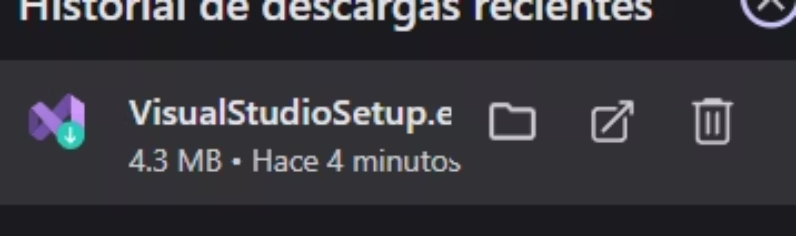 Historial de descargas recientes
VisualStudioSetup.e
4.3 MB • Hace 4 minutos